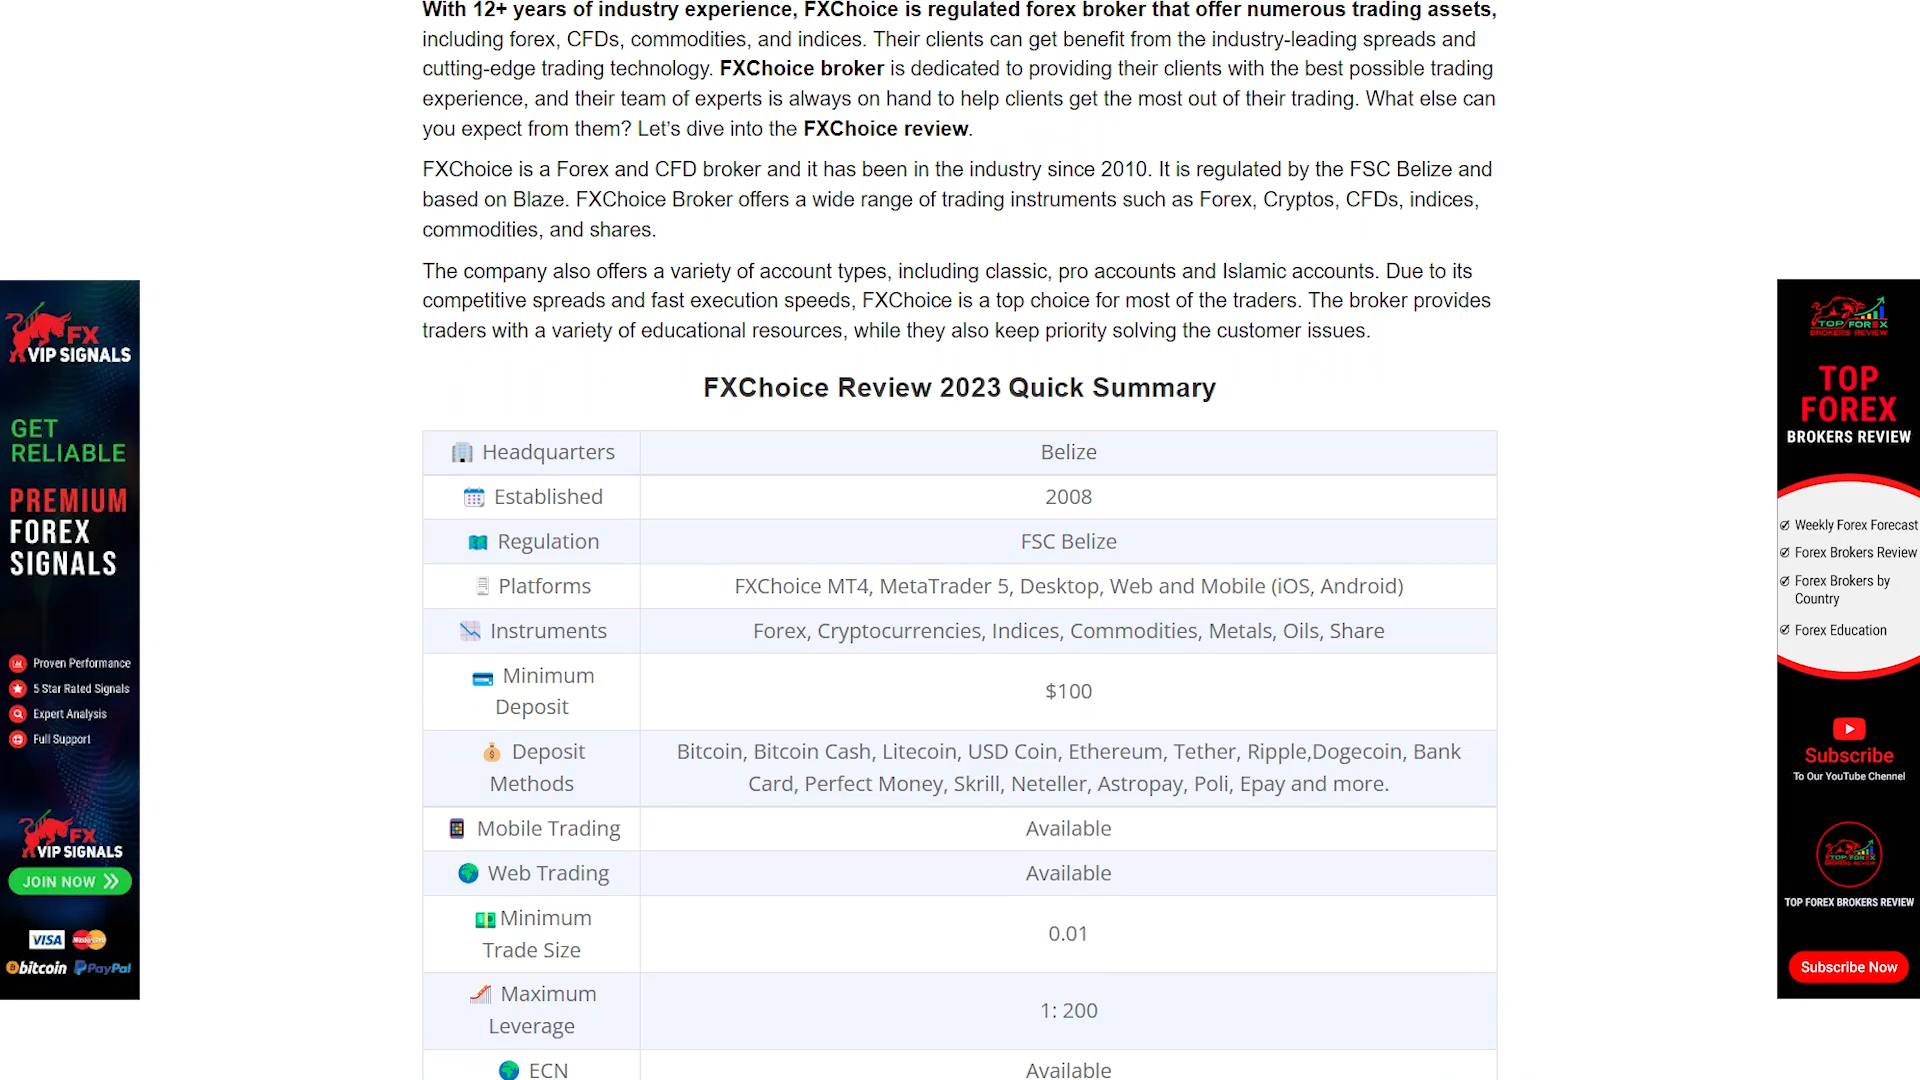 With 12+ years of industry experience, FXChoice is regulated forex broker that offer numerous trading assets,
including forex, CFDs, commodities, and indices. Their clients can get benefit from the industry-leading spreads and
cutting-edge trading technology. FXChoice broker is dedicated to providing their clients with the best possible trading
experience, and their team of experts is always on hand to help clients get the most out of their trading. What else can
you expect from them? Let's dive into the FXChoice review.
FXChoice is a Forex and CFD broker and it has been in the industry since 2010. It is regulated by the FSC Belize and
based on Blaze. FXChoice Broker offers a wide range of trading instruments such as Forex, Cryptos, CFDs, indices,
commodities, and shares.
The company also offers a variety of account types, including classic, pro accounts and Islamic accounts. Due to its
competitive spreads and fast execution speeds, FXChoice is a top choice for most of the traders. The broker provides
traders with a variety of educational resources, while they also keep priority solving the customer issues.
FXChoice Review 2023 Quick Summary
Headquarters Belize
Established 2008
Regulation FSC Belize
Platforms FXChoice MT4, MetaTrader 5, Desktop, Web and Mobile (iOS, Android)
Instruments Forex, Cryptocurrencies, Indices, Commodities, Metals, Oils, Share
Minimum
Deposit
$100
Deposit
Methods
Bitcoin, Bitcoin Cash, Litecoin, USD Coin, Ethereum, Tether, Ripple,Dogecoin, Bank
Card, Perfect Money, Skrill, Neteller, Astropay, Poli, Epay and more.
Mobile Trading Available
Web Trading Available
Minimum
Trade Size
0.01
Maximum
Leverage
1: 200
ECN Available
FX
VIP SIGNALS
GET
RELIABLE
PREMIUM
FOREX
SIGNALS
Proven Performance
5 Star Rated Signals
Expert Analysis
Full Support
FX
VIP SIGNALS
JOIN NOW
VISA MasterCard
bitcoin PayPal
TOP FOREX
BROKERS REVIEW
TOP
FOREX
BROKERS REVIEW
Weekly Forex Forecast
Forex Brokers Review
Forex Brokers by
Country
Forex Education
Subscribe
To Our YouTube Channel
TOP FOREX
BROKERS REVIEW
TOP FOREX BROKERS REVIEW
Subscribe Now